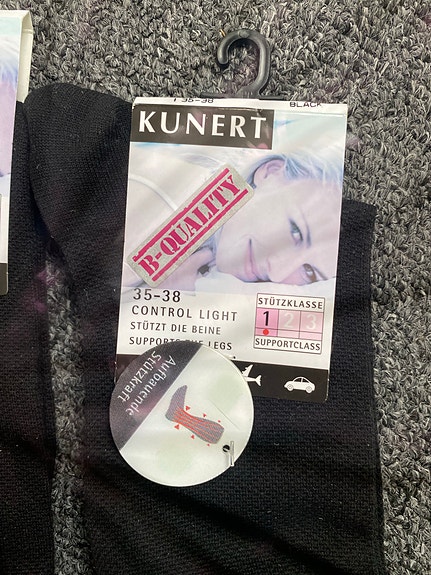 35-38 BLACK
KUNERT
B-QUALITY
35-38
CONTROL LIGHT
STÜTZT DIE BEINE
SUPPORTS THE LEGS
STÜTZKLASSE
1 2 3
SUPPORTCLASS
Aufbauende
Stützkraft